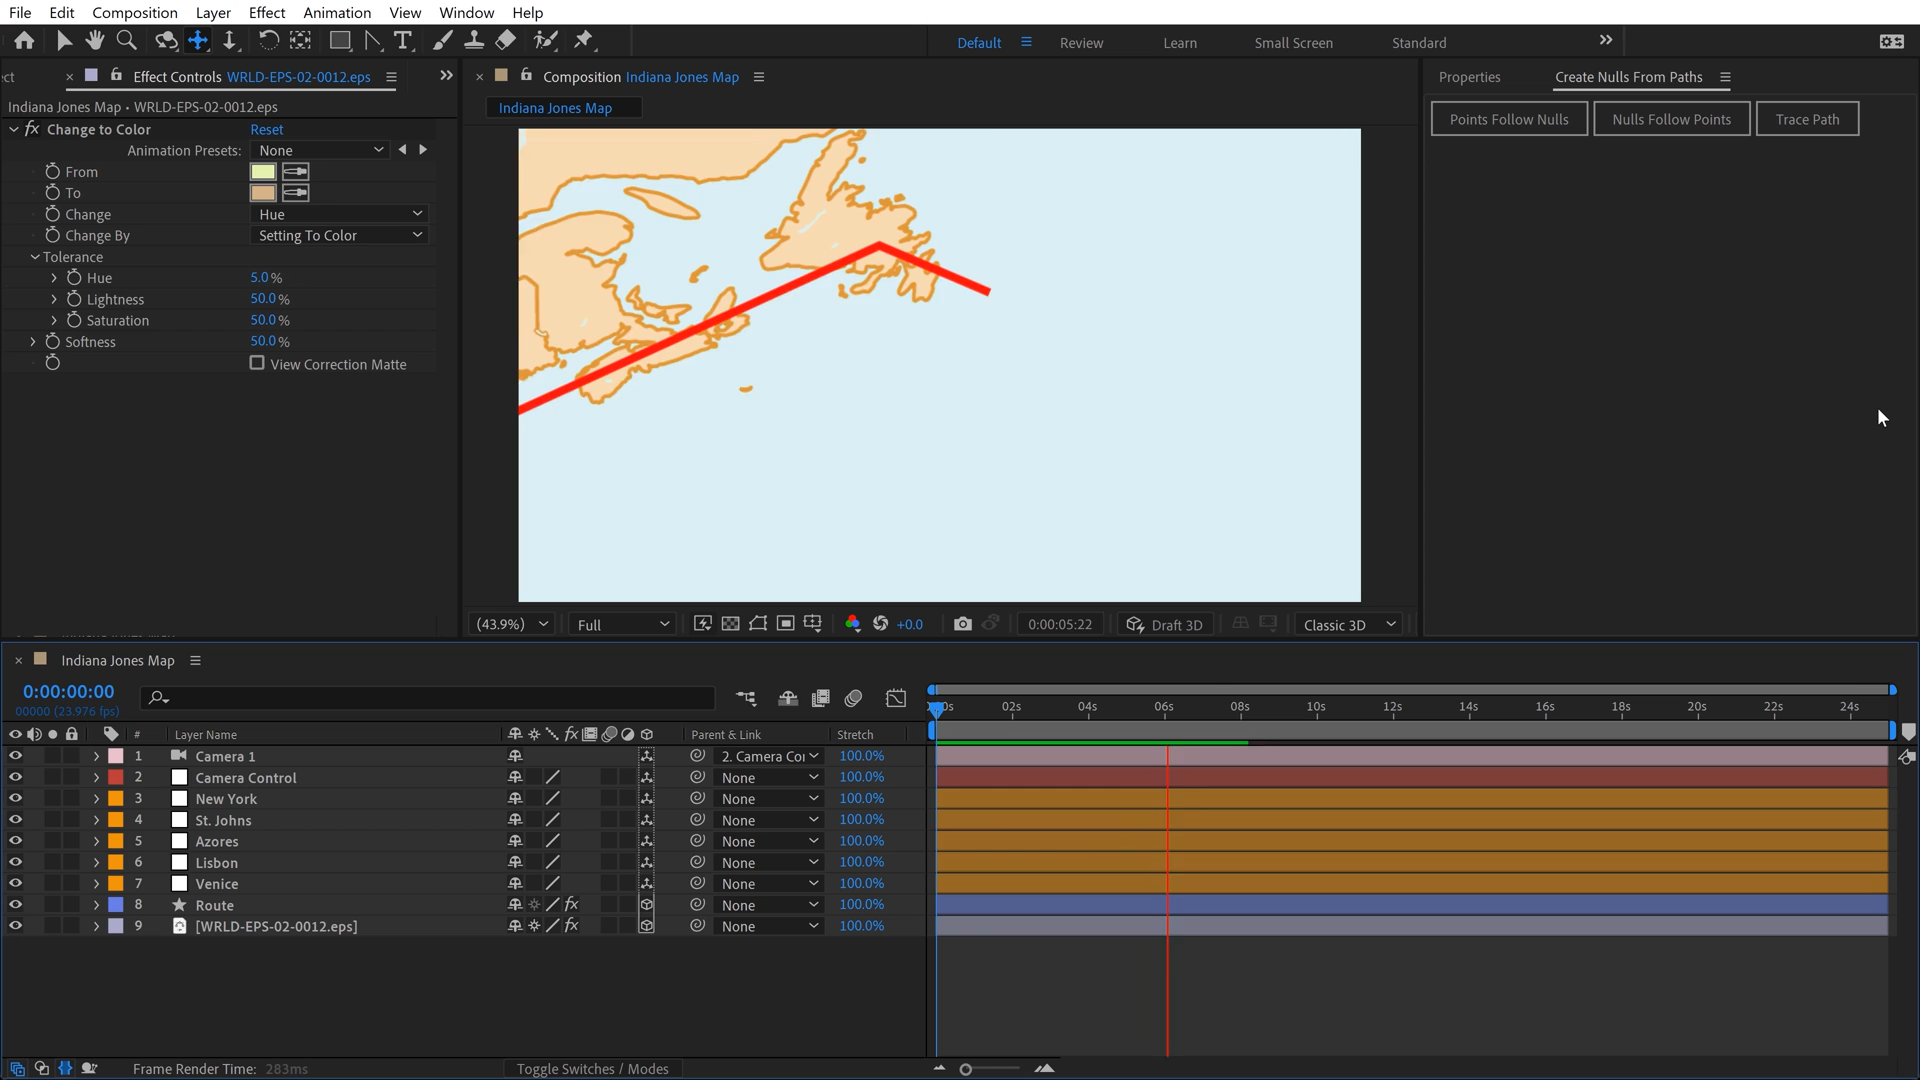 File Edit Composition Layer Effect Animation View Window Help
Default Review Learn Small Screen Standard
ct Effect Controls WRLD-EPS-02-0012.eps
Composition Indiana Jones Map
Properties Create Nulls From Paths
Indiana Jones Map • WRLD-EPS-02-0012.eps
Indiana Jones Map
Points Follow Nulls Nulls Follow Points Trace Path
fx Change to Color Reset
Animation Presets: None
From
To
Change Hue
Change By Setting To Color
Tolerance
Hue 5.0 %
Lightness 50.0 %
Saturation 50.0 %
Softness 50.0 %
View Correction Matte
(43.9%) Full +0.0 0:00:05:22 Draft 3D Classic 3D
Indiana Jones Map
0:00:00:00
00000 (23.976 fps)
02s 04s 06s 08s 10s 12s 14s 16s 18s 20s 22s 24s
# Layer Name fx Parent & Link Stretch
1 Camera 1 2. Camera Cor 100.0%
2 Camera Control None 100.0%
3 New York None 100.0%
4 St. Johns None 100.0%
5 Azores None 100.0%
6 Lisbon None 100.0%
7 Venice None 100.0%
8 Route fx None 100.0%
9 [WRLD-EPS-02-0012.eps] fx None 100.0%
Frame Render Time: 283ms Toggle Switches / Modes